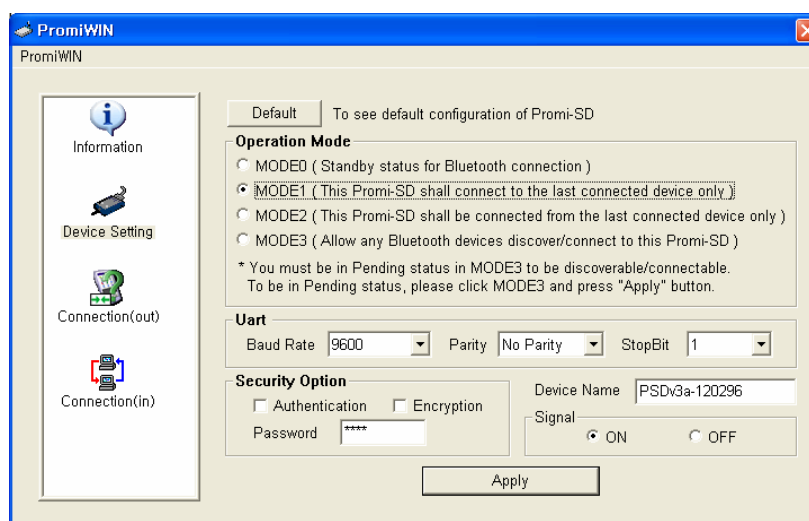 PromiWIN
PromiWIN
Information
Device Setting
Connection(out)
Connection(in)
Default To see default configuration of Promi-SD
Operation Mode
MODE0 ( Standby status for Bluetooth connection )
MODE1 ( This Promi-SD shall connect to the last connected device only )
MODE2 ( This Promi-SD shall be connected from the last connected device only )
MODE3 ( Allow any Bluetooth devices discover/connect to this Promi-SD )
* You must be in Pending status in MODE3 to be discoverable/connectable.
To be in Pending status, please click MODE3 and press "Apply" button.
Uart
Baud Rate 9600 Parity No Parity StopBit 1
Security Option
Authentication Encryption
Password ****
Device Name PSDv3a-120296
Signal
ON OFF
Apply